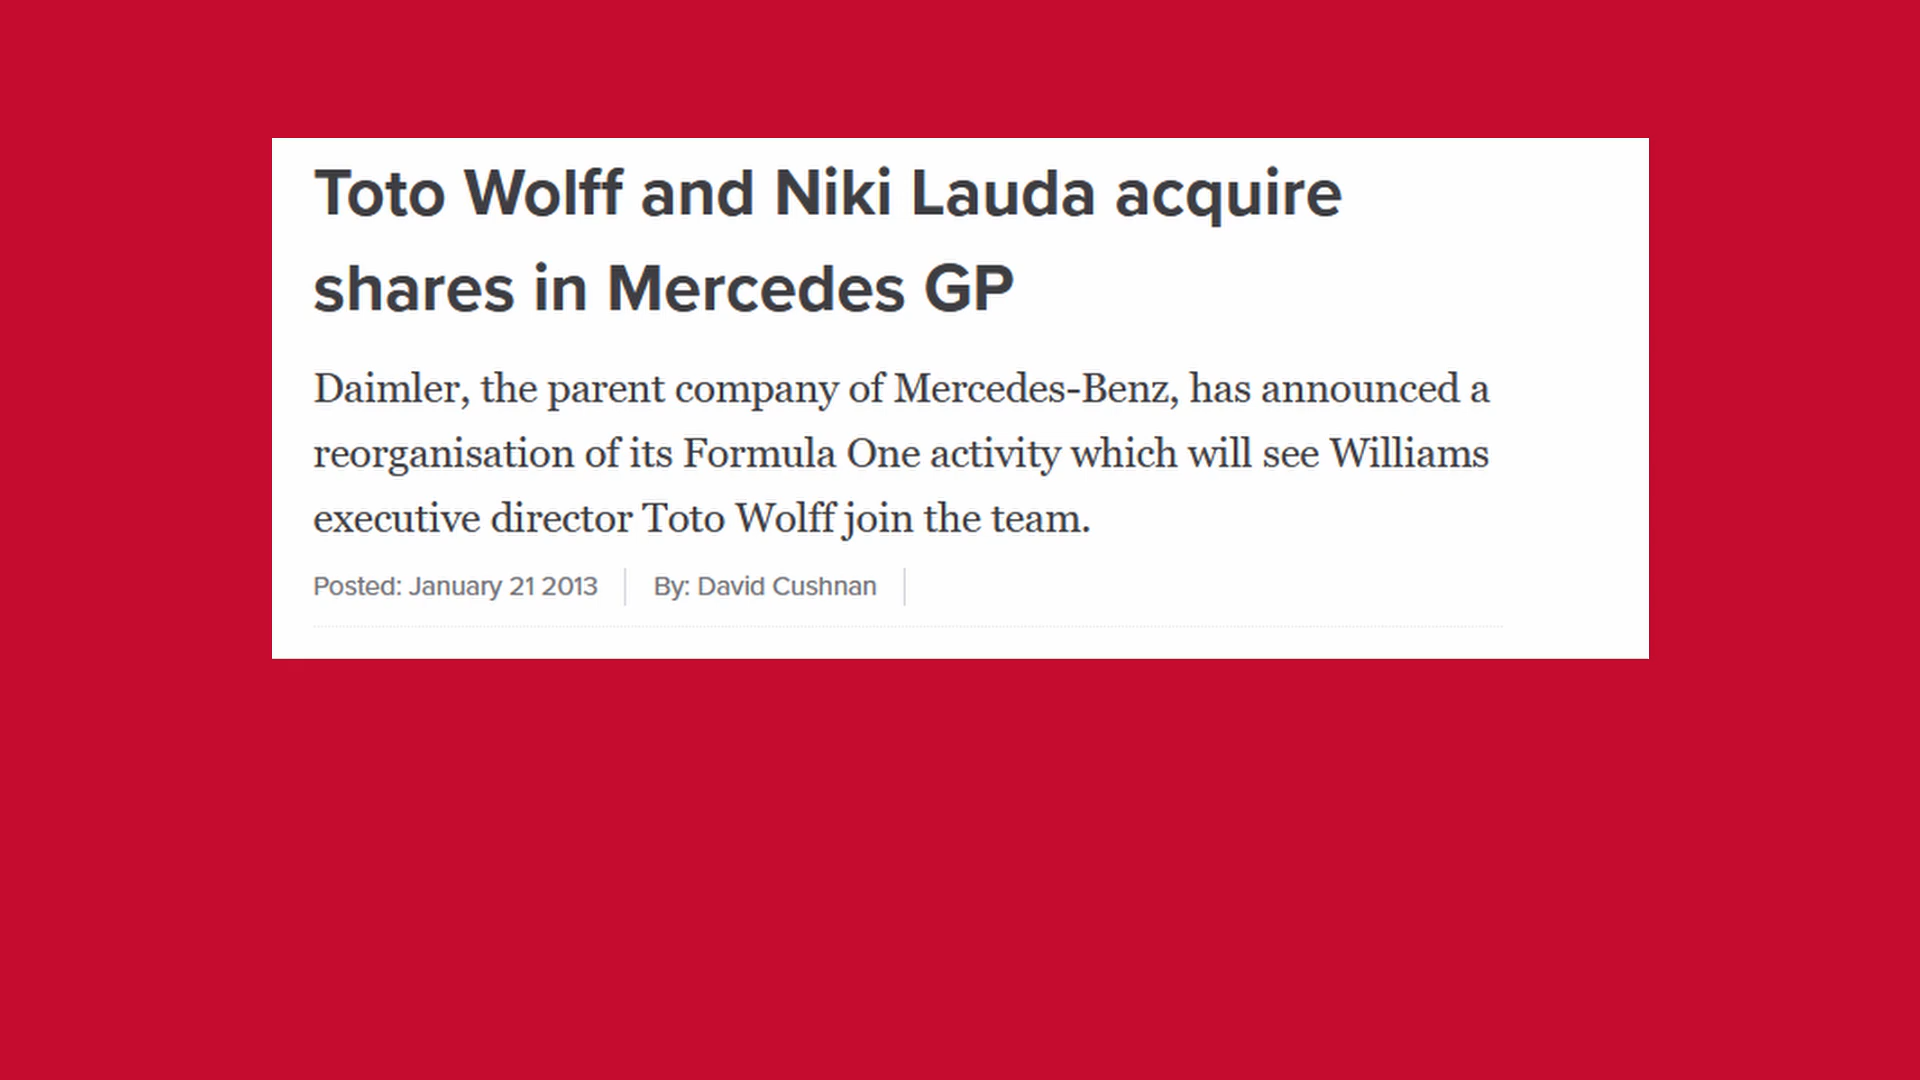 Toto Wolff and Niki Lauda acquire
shares in Mercedes GP
Daimler, the parent company of Mercedes-Benz, has announced a
reorganisation of its Formula One activity which will see Williams
executive director Toto Wolff join the team.
Posted: January 21 2013 By: David Cushnan